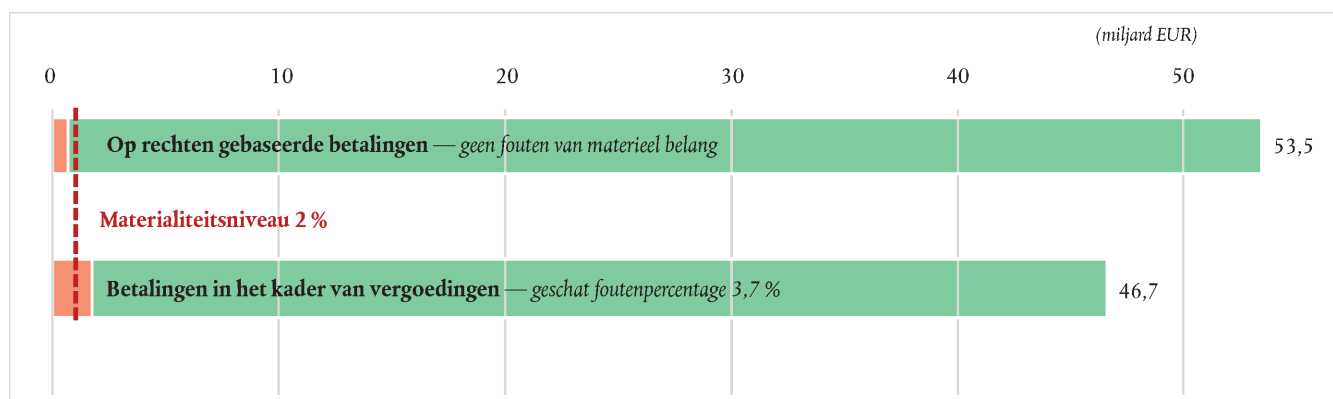 (miljard EUR)
0 10 20 30 40 50
Op rechten gebaseerde betalingen — geen fouten van materieel belang 53,5
Materialiteitsniveau 2 %
Betalingen in het kader van vergoedingen — geschat foutenpercentage 3,7 % 46,7